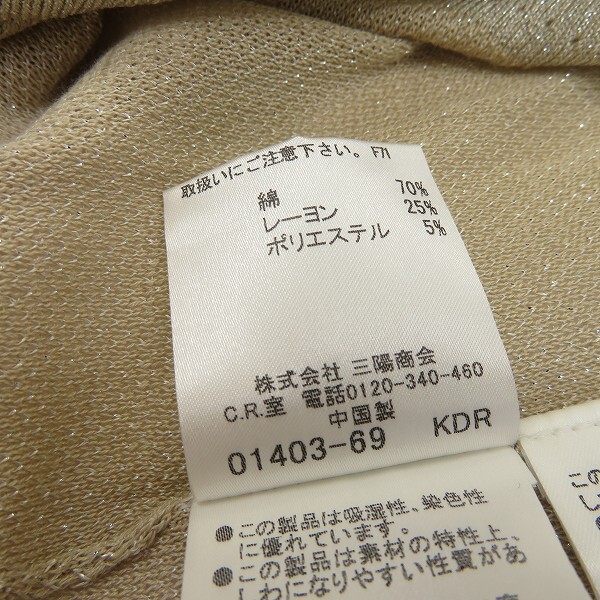 取扱いにご注意下さい。 F71
綿 70%
レーヨン 25%
ポリエステル 5%
株式会社 三陽商会
C.R.室 電話0120-340-460
中国製
01403-69 KDR
●この製品は吸湿性、染色性
に優れています。
●この製品は素材の特性上、
しわになりやすい性質があ